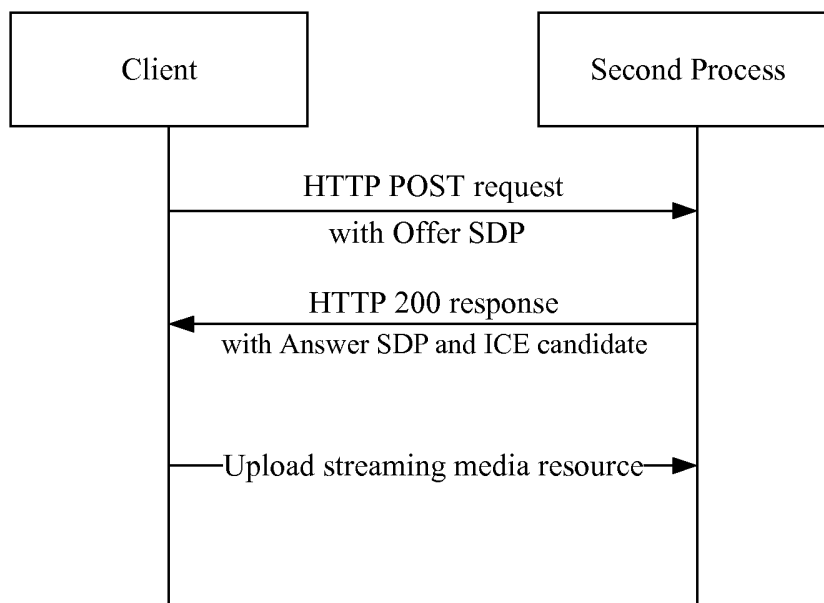 Client
Second Process
HTTP POST request
with Offer SDP
HTTP 200 response
with Answer SDP and ICE candidate
Upload streaming media resource